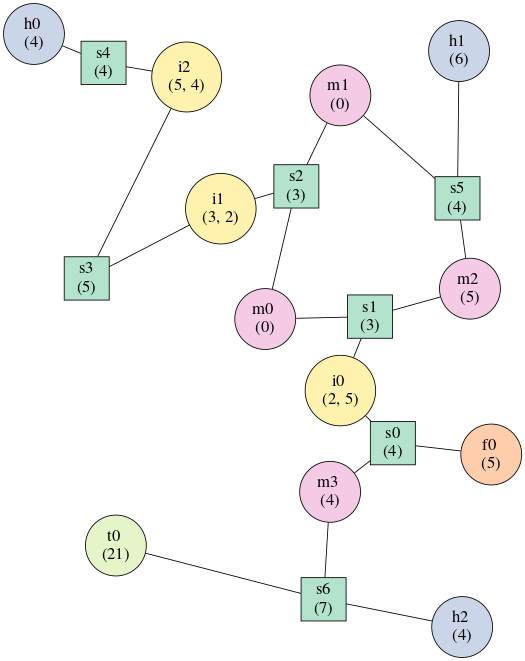 h0
(4)
s4
(4)
i2
(5, 4)
h1
(6)
m1
(0)
s2
(3)
s5
(4)
i1
(3, 2)
s3
(5)
m2
(5)
m0
(0)
s1
(3)
i0
(2, 5)
s0
(4)
f0
(5)
m3
(4)
t0
(21)
s6
(7)
h2
(4)